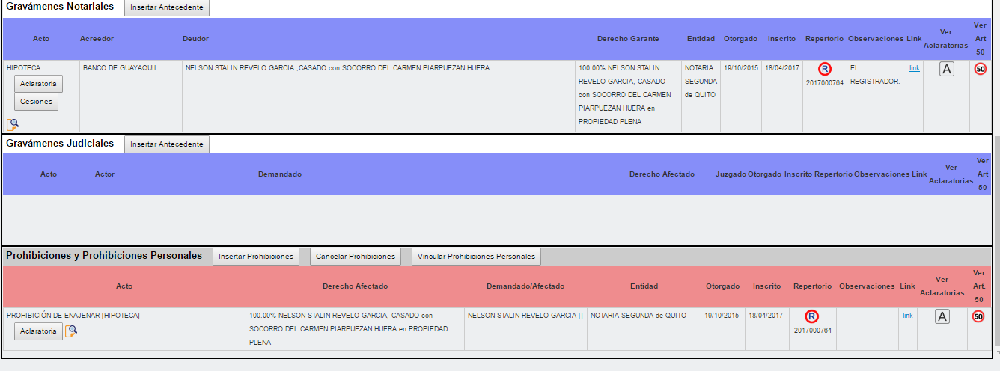 Gravámenes Notariales Insertar Antecedente
Acto Acreedor Deudor Derecho Garante Entidad Otorgado Inscrito Repertorio Observaciones Link Ver Aclaratorias Ver Art 50
HIPOTECA BANCO DE GUAYAQUIL NELSON STALIN REVELO GARCIA ,CASADO con SOCORRO DEL CARMEN PIARPUEZAN HUERA 100.00% NELSON STALIN NOTARIA 19/10/2015 18/04/2017 R EL link A 50
Aclaratoria REVELO GARCIA, CASADO SEGUNDA 2017000764 REGISTRADOR.-
con SOCORRO DEL CARMEN de QUITO
Cesiones PIARPUEZAN HUERA en
PROPIEDAD PLENA
Gravámenes Judiciales Insertar Antecedente
Acto Actor Demandado Derecho Afectado Juzgado Otorgado Inscrito Repertorio Observaciones Link Ver Aclaratorias Ver Art 50
Prohibiciones y Prohibiciones Personales Insertar Prohibiciones Cancelar Prohibiciones Vincular Prohibiciones Personales
Acto Derecho Afectado Demandado/Afectado Entidad Otorgado Inscrito Repertorio Observaciones Link Ver Aclaratorias Ver Art. 50
PROHIBICIÓN DE ENAJENAR [HIPOTECA] 100.00% NELSON STALIN REVELO GARCIA, CASADO con NELSON STALIN REVELO GARCIA [] NOTARIA SEGUNDA de QUITO 19/10/2015 18/04/2017 R link A 50
Aclaratoria SOCORRO DEL CARMEN PIARPUEZAN HUERA en PROPIEDAD 2017000764
PLENA